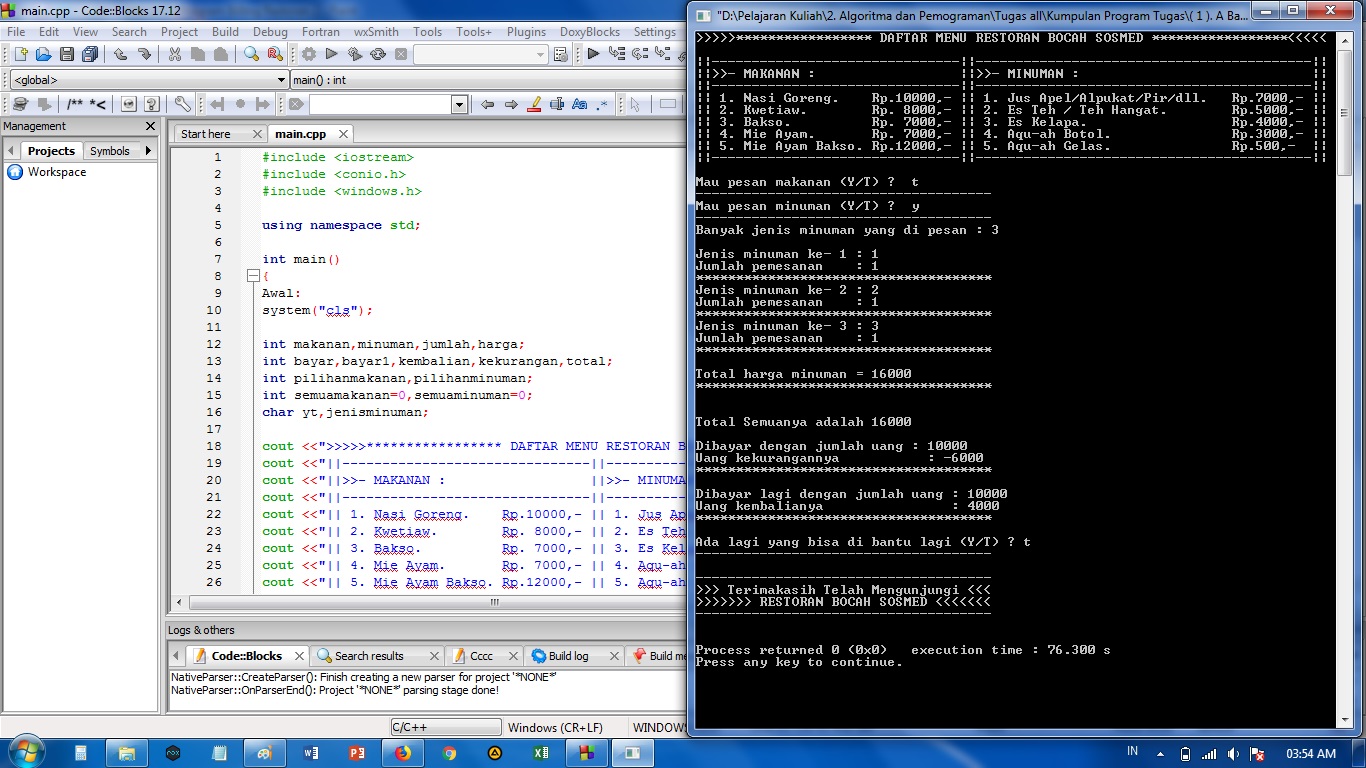 main.cpp - Code::Blocks 17.12
File Edit View Search Project Build Debug Fortran wxSmith Tools Tools+ Plugins DoxyBlocks Settings
<global> main() : int
/** *< Aa .*
Management
Projects Symbols
Workspace
Start here main.cpp
1 #include <iostream>
2 #include <conio.h>
3 #include <windows.h>
4
5 using namespace std;
6
7 int main()
8 {
9 Awal:
10 system("cls");
11
12 int makanan,minuman,jumlah,harga;
13 int bayar,bayar1,kembalian,kekurangan,total;
14 int pilihanmakanan,pilihanminuman;
15 int semuamakanan=0,semuaminuman=0;
16 char yt,jenisminuman;
17
18 cout <<">>>>>***************** DAFTAR MENU RESTORAN B
19 cout <<"||-------------------------------||---------------
20 cout <<"||>>- MAKANAN : ||>>- MINUMA
21 cout <<"||-------------------------------||---------------
22 cout <<"|| 1. Nasi Goreng. Rp.10000,- || 1. Jus Ap
23 cout <<"|| 2. Kwetiaw. Rp. 8000,- || 2. Es Teh
24 cout <<"|| 3. Bakso. Rp. 7000,- || 3. Es Kel
25 cout <<"|| 4. Mie Ayam. Rp. 7000,- || 4. Aqu-ah
26 cout <<"|| 5. Mie Ayam Bakso. Rp.12000,- || 5. Aqu-ah
Logs & others
Code::Blocks Search results Cccc Build log Build me
NativeParser::CreateParser(): Finish creating a new parser for project '*NONE*'
NativeParser::OnParserEnd(): Project '*NONE*' parsing stage done!
C/C++ Windows (CR+LF) WINDOWS
"D:\Pelajaran Kuliah\2. Algoritma dan Pemograman\Tugas all\Kumpulan Program Tugas\( 1 ). A Ba...
>>>>>***************** DAFTAR MENU RESTORAN BOCAH SOSMED *****************<<<<<
||-------------------------------||------------------------------------------||
||>>- MAKANAN : ||>>- MINUMAN : ||
||-------------------------------||------------------------------------------||
|| 1. Nasi Goreng. Rp.10000,- || 1. Jus Apel/Alpukat/Pir/dll. Rp.7000,- ||
|| 2. Kwetiaw. Rp. 8000,- || 2. Es Teh / Teh Hangat. Rp.5000,- ||
|| 3. Bakso. Rp. 7000,- || 3. Es Kelapa. Rp.4000,- ||
|| 4. Mie Ayam. Rp. 7000,- || 4. Aqu-ah Botol. Rp.3000,- ||
|| 5. Mie Ayam Bakso. Rp.12000,- || 5. Aqu-ah Gelas. Rp.500,- ||
||-------------------------------||------------------------------------------||
Mau pesan makanan (Y/T) ? t
-------------------------------------
Mau pesan minuman (Y/T) ? y
-------------------------------------
Banyak jenis minuman yang di pesan : 3
Jenis minuman ke- 1 : 1
Jumlah pemesanan : 1
*************************************
Jenis minuman ke- 2 : 2
Jumlah pemesanan : 1
*************************************
Jenis minuman ke- 3 : 3
Jumlah pemesanan : 1
*************************************
Total harga minuman = 16000
*************************************
Total Semuanya adalah 16000
Dibayar dengan jumlah uang : 10000
Uang kekurangannya : -6000
*************************************
Dibayar lagi dengan jumlah uang : 10000
Uang kembalianya : 4000
*************************************
Ada lagi yang bisa di bantu lagi (Y/T) ? t
-------------------------------------
-------------------------------------
>>> Terimakasih Telah Mengunjungi <<<
>>>>>>> RESTORAN BOCAH SOSMED <<<<<<<
-------------------------------------
Process returned 0 (0x0) execution time : 76.300 s
Press any key to continue.
IN 03:54 AM